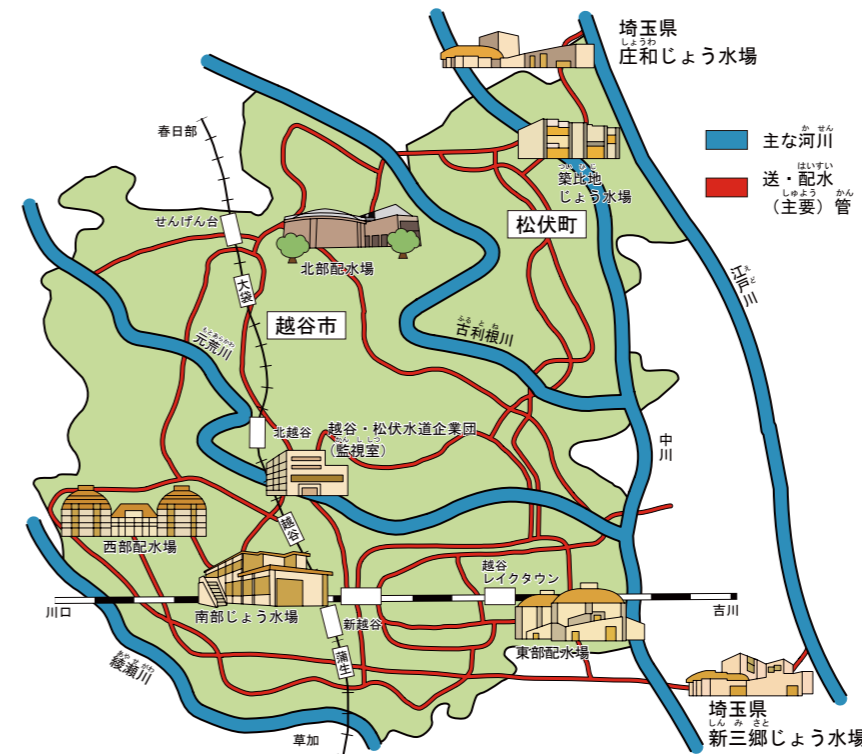 埼玉県
しょうわ
庄和じょう水場
かせん
主な河川
はいすい
送・配水
しゅよう かん
（主要）管
春日部
ついひじ
築比地
じょう水場
せんげん台
松伏町
北部配水場
大袋
えど
江戸川
越谷市
もとあらかわ
元荒川
ふるとね
古利根川
北越谷
越谷・松伏水道企業団
かんししつ
（監視室）
中川
越谷
西部配水場
越谷
レイクタウン
川口
南部じょう水場
新越谷
吉川
東部配水場
あやせがわ
綾瀬川
蒲生
草加
埼玉県
しんみさと
新三郷じょう水場